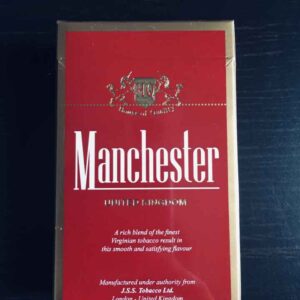 Manchester
UNITED KINGDOM
A rich blend of the finest
Virginian tobacco result in
this smooth and satisfying flavour
Manufactured under authority from
J.S.S. Tobacco Ltd.
London - United Kingdom